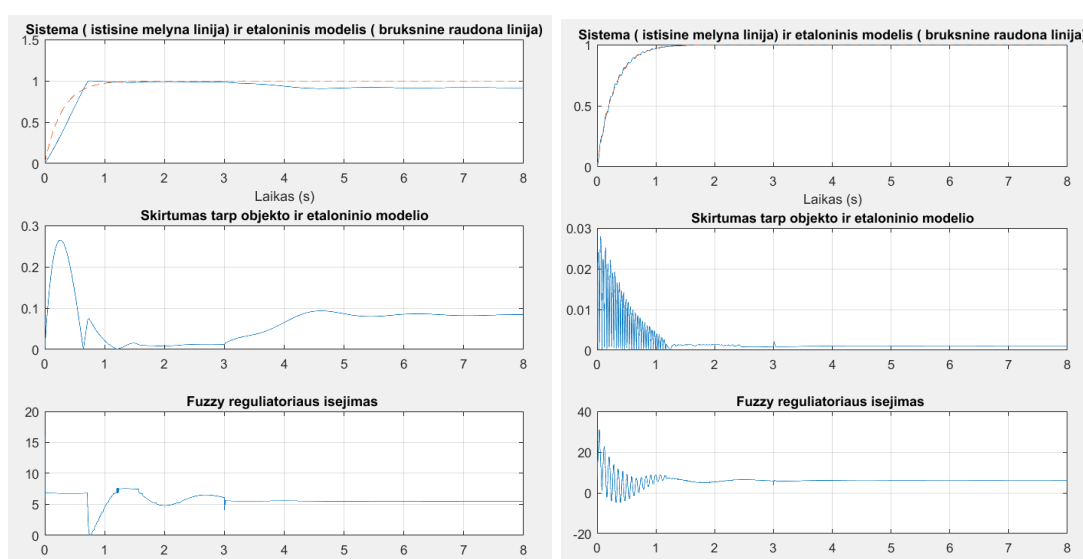 Sistema ( istisine melyna linija) ir etaloninis modelis ( bruksnine raudona linija)
1.5
1
0.5
0
0 1 2 3 4 5 6 7 8
Laikas (s)
Skirtumas tarp objekto ir etaloninio modelio
0.3
0.2
0.1
0
0 1 2 3 4 5 6 7 8
Fuzzy reguliatoriaus isejimas
20
15
10
5
0
0 1 2 3 4 5 6 7 8
Sistema ( istisine melyna linija) ir etaloninis modelis ( bruksnine raudona linija)
1
0.5
0
0 1 2 3 4 5 6 7 8
Laikas (s)
Skirtumas tarp objekto ir etaloninio modelio
0.03
0.02
0.01
0
0 1 2 3 4 5 6 7 8
Fuzzy reguliatoriaus isejimas
40
20
0
-20
0 1 2 3 4 5 6 7 8